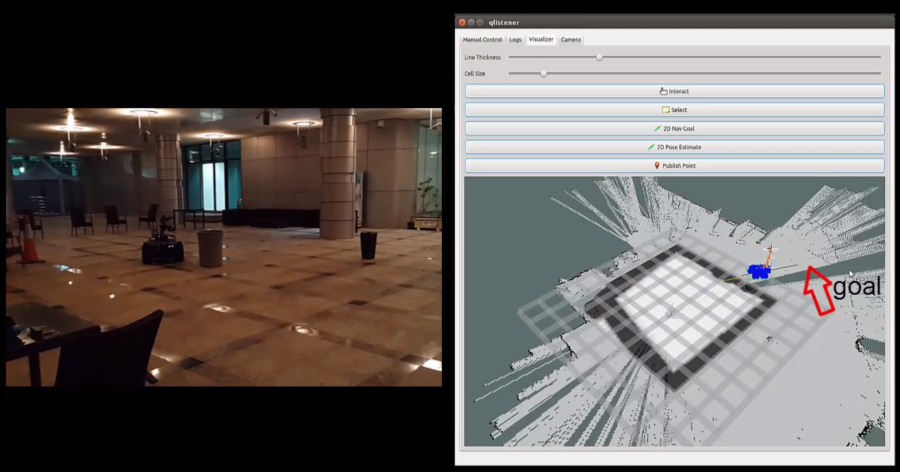 qlistener
Manual Control Logs Visualizer Camera
Line Thickness
Cell Size
Interact
Select
2D Nav Goal
2D Pose Estimate
Publish Point
goal